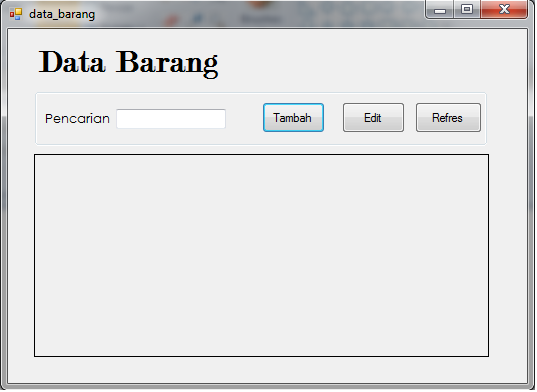 data_barang
Data Barang
Pencarian Tambah Edit Refres